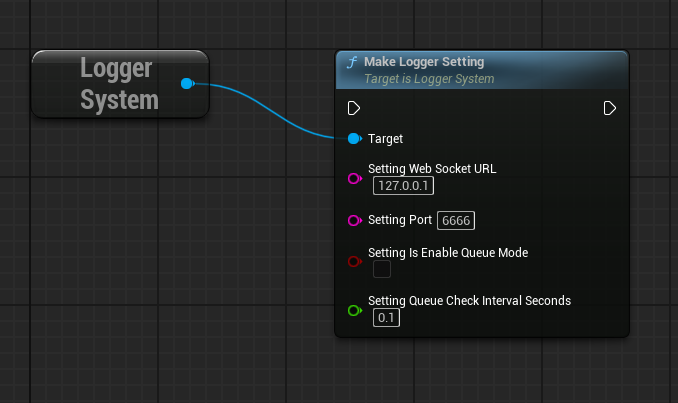 Logger
System
f Make Logger Setting
Target is Logger System
Target
Setting Web Socket URL
127.0.0.1
Setting Port 6666
Setting Is Enable Queue Mode
Setting Queue Check Interval Seconds
0.1